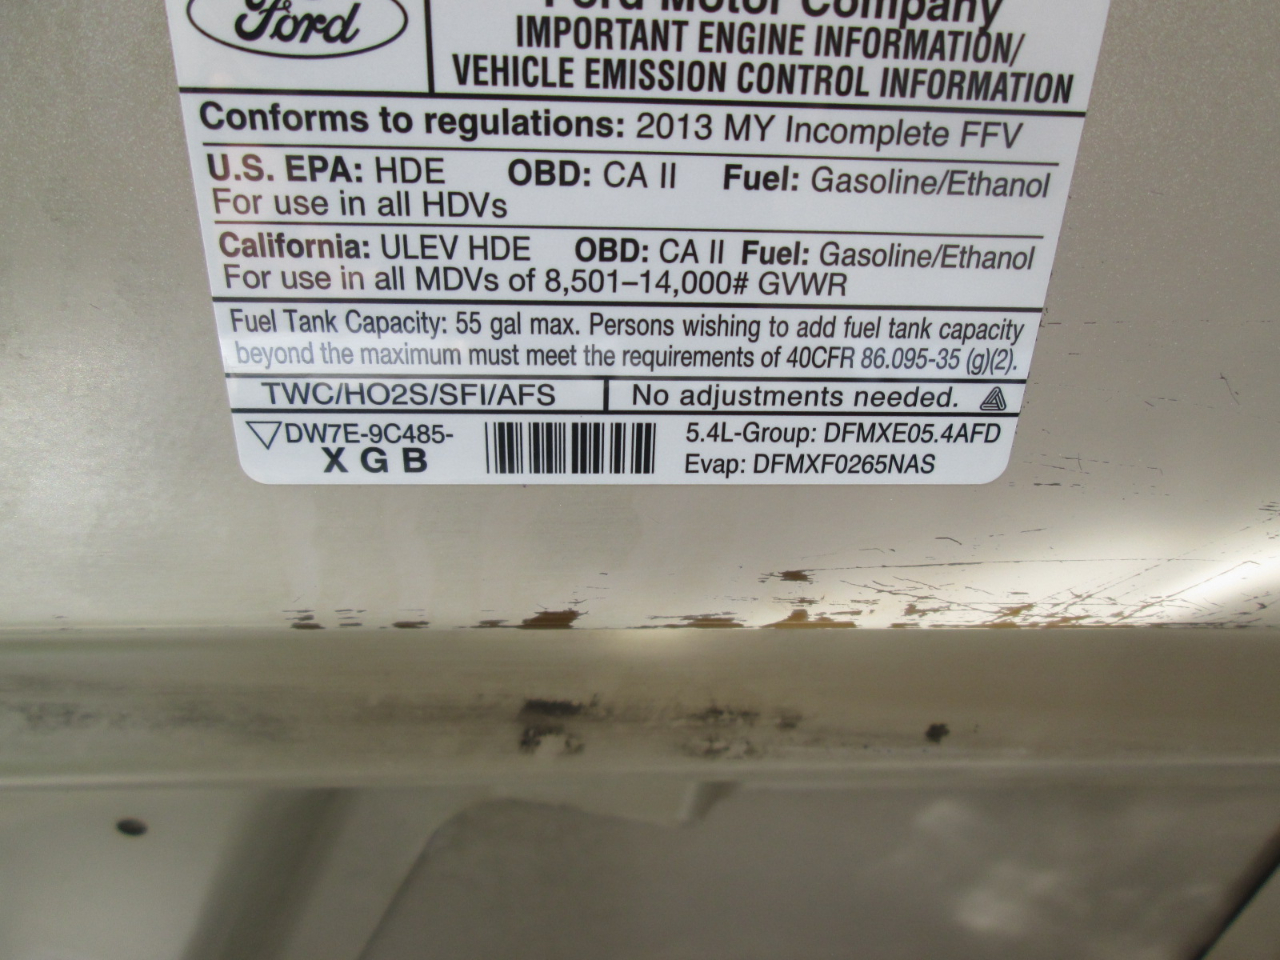 Ford
Ford Motor Company
IMPORTANT ENGINE INFORMATION/
VEHICLE EMISSION CONTROL INFORMATION
Conforms to regulations: 2013 MY Incomplete FFV
U.S. EPA: HDE OBD: CA II Fuel: Gasoline/Ethanol
For use in all HDVs
California: ULEV HDE OBD: CA II Fuel: Gasoline/Ethanol
For use in all MDVs of 8,501–14,000# GVWR
Fuel Tank Capacity: 55 gal max. Persons wishing to add fuel tank capacity
beyond the maximum must meet the requirements of 40CFR 86.095-35 (g)(2).
TWC/HO2S/SFI/AFS No adjustments needed.
DW7E-9C485-
X G B
5.4L-Group: DFMXE05.4AFD
Evap: DFMXF0265NAS